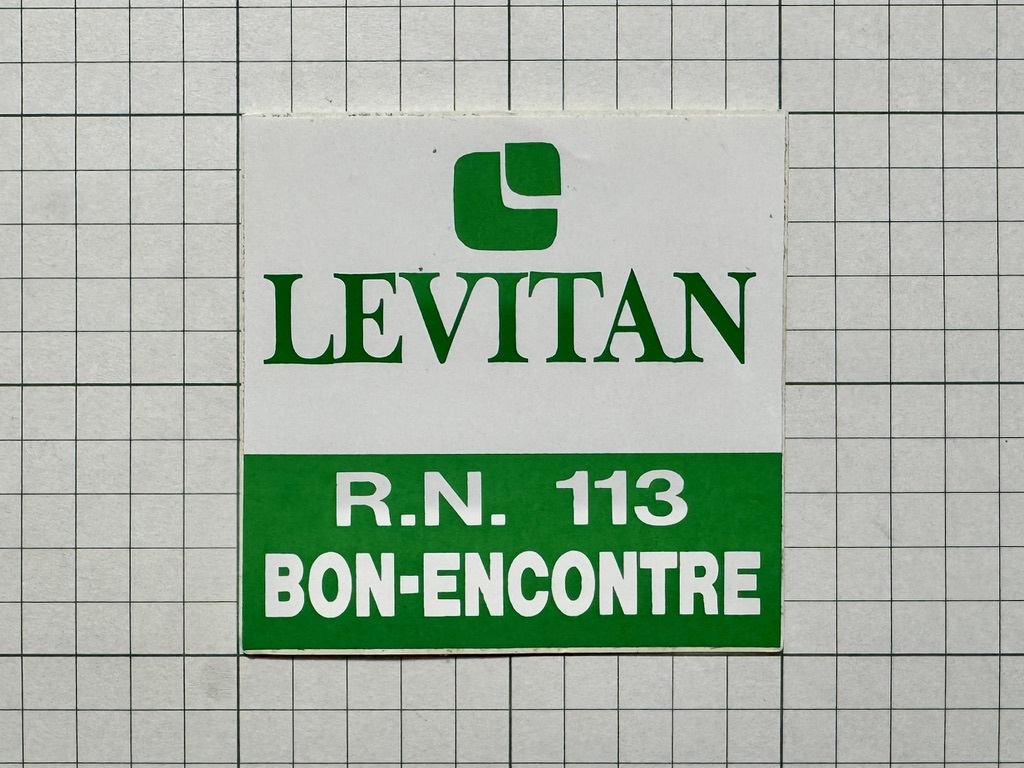 LEVITAN
R.N. 113
BON-ENCONTRE